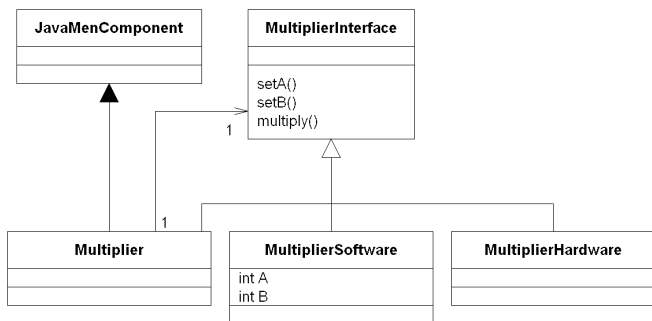 JavaMenComponent
MultiplierInterface
setA()
setB()
multiply()
1
1
Multiplier
MultiplierSoftware
int A
int B
MultiplierHardware